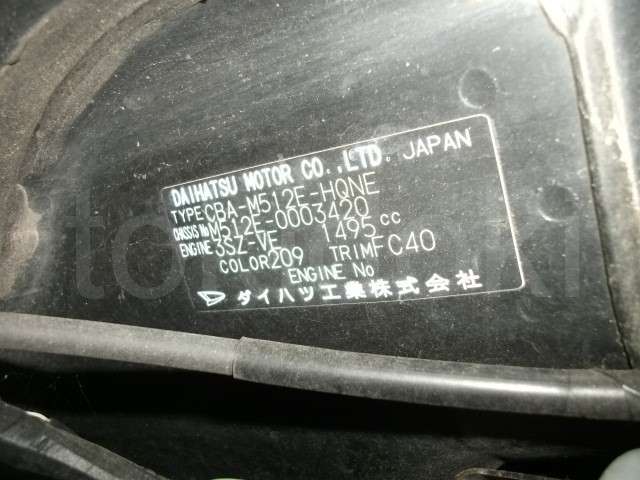 DAIHATSU MOTOR CO.,LTD. JAPAN
TYPE CBA-M512E-HQNE
CHASSIS No M512E-0003420
ENGINE 3SZ-VE 1495 cc
COLOR 209 TRIM FC40
ENGINE No
ダイハツ工業株式会社